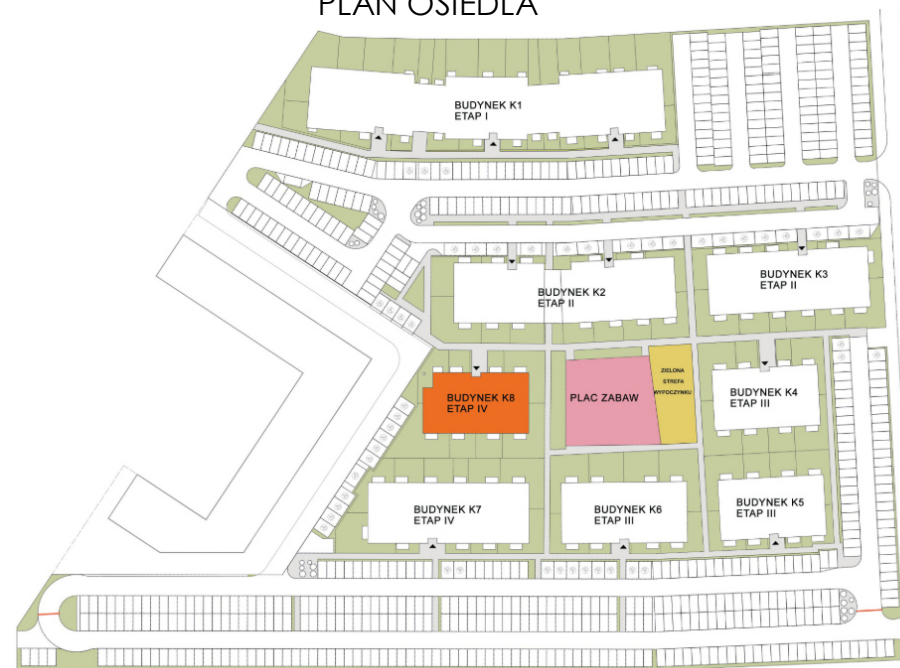 PLAN OSIEDLA
BUDYNEK K1
ETAP I
BUDYNEK K2
ETAP II
BUDYNEK K3
ETAP II
BUDYNEK K8
ETAP IV
PLAC ZABAW
ZIELONA
STREFA
WYPOCZYNKU
BUDYNEK K4
ETAP III
BUDYNEK K7
ETAP IV
BUDYNEK K6
ETAP III
BUDYNEK K5
ETAP III